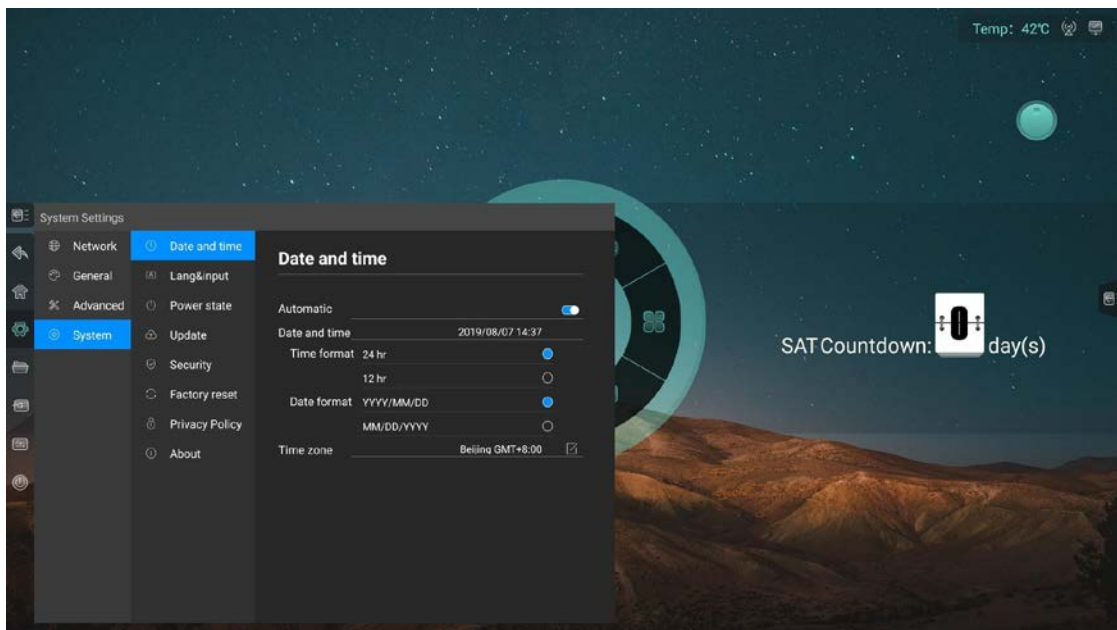 Temp: 42℃
System Settings
Network
General
Advanced
System
Date and time
Lang&input
Power state
Update
Security
Factory reset
Privacy Policy
About
Date and time
Automatic
Date and time 2019/08/07 14:37
Time format 24 hr
12 hr
Date format YYYY/MM/DD
MM/DD/YYYY
Time zone Beijing GMT+8:00
SAT Countdown: 0 day(s)